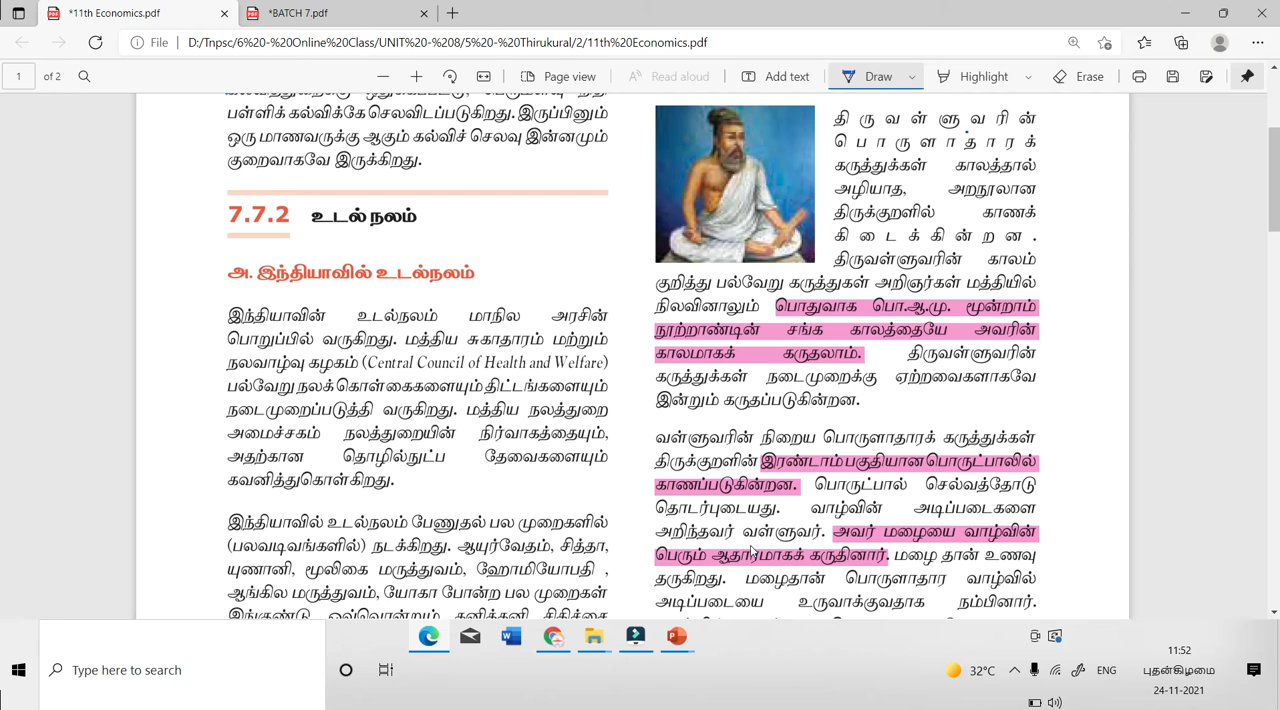 *11th Economics.pdf
*BATCH 7.pdf
File
D:/Tnpsc/6%20-%20Online%20Class/UNIT%20-%208/5%20-%20Thirukural/2/11th%20Economics.pdf
1 of 2
Page view
Read aloud
Add text
Draw
Highlight
Erase
பள்ளிக் கல்விக்கே செலவிடப்படுகிறது. இருப்பினும்
ஒரு மாணவருக்கு ஆகும் கல்விச் செலவு இன்னமும்
குறைவாகவே இருக்கிறது.
7.7.2 உடல் நலம்
அ. இந்தியாவில் உடல்நலம்
இந்தியாவின் உடல்நலம் மாநில அரசின்
பொறுப்பில் வருகிறது. மத்திய சுகாதாரம் மற்றும்
நலவாழ்வு கழகம் (Central Council of Health and Welfare)
பல்வேறு நலக் கொள்கைகளையும் திட்டங்களையும்
நடைமுறைப்படுத்தி வருகிறது. மத்திய நலத்துறை
அமைச்சகம் நலத்துறையின் நிர்வாகத்தையும்,
அதற்கான தொழில்நுட்ப தேவைகளையும்
கவனித்துகொள்கிறது.
இந்தியாவில் உடல்நலம் பேணுதல் பல முறைகளில்
(பலவடிவங்களில்) நடக்கிறது. ஆயுர்வேதம், சித்தா,
யுணானி, மூலிகை மருத்துவம், ஹோமியோபதி ,
ஆங்கில மருத்துவம், யோகா போன்ற பல முறைகள்
இங்குண்டு. ஒவ்வொன்றும் தனித்தனி சிகிச்சை
திருவள்ளுவரின்
பொருளாதாரக்
கருத்துக்கள் காலத்தால்
அழியாத, அறநூலான
திருக்குறளில் காணக்
கிடைக்கின்றன.
திருவள்ளுவரின் காலம்
குறித்து பல்வேறு கருத்துகள் அறிஞர்கள் மத்தியில்
நிலவினாலும் பொதுவாக பொ.ஆ.மு. மூன்றாம்
நூற்றாண்டின் சங்க காலத்தையே அவரின்
காலமாகக் கருதலாம். திருவள்ளுவரின்
கருத்துக்கள் நடைமுறைக்கு ஏற்றவைகளாகவே
இன்றும் கருதப்படுகின்றன.
வள்ளுவரின் நிறைய பொருளாதாரக் கருத்துக்கள்
திருக்குறளின் இரண்டாம் பகுதியான பொருட்பாலில்
காணப்படுகின்றன. பொருட்பால் செல்வத்தோடு
தொடர்புடையது. வாழ்வின் அடிப்படைகளை
அறிந்தவர் வள்ளுவர். அவர் மழையை வாழ்வின்
பெரும் ஆதாரமாகக் கருதினார். மழை தான் உணவு
தருகிறது. மழைதான் பொருளாதார வாழ்வில்
அடிப்படையை உருவாக்குவதாக நம்பினார்.
Type here to search
32°C
ENG
11:52
புதன்கிழமை
24-11-2021